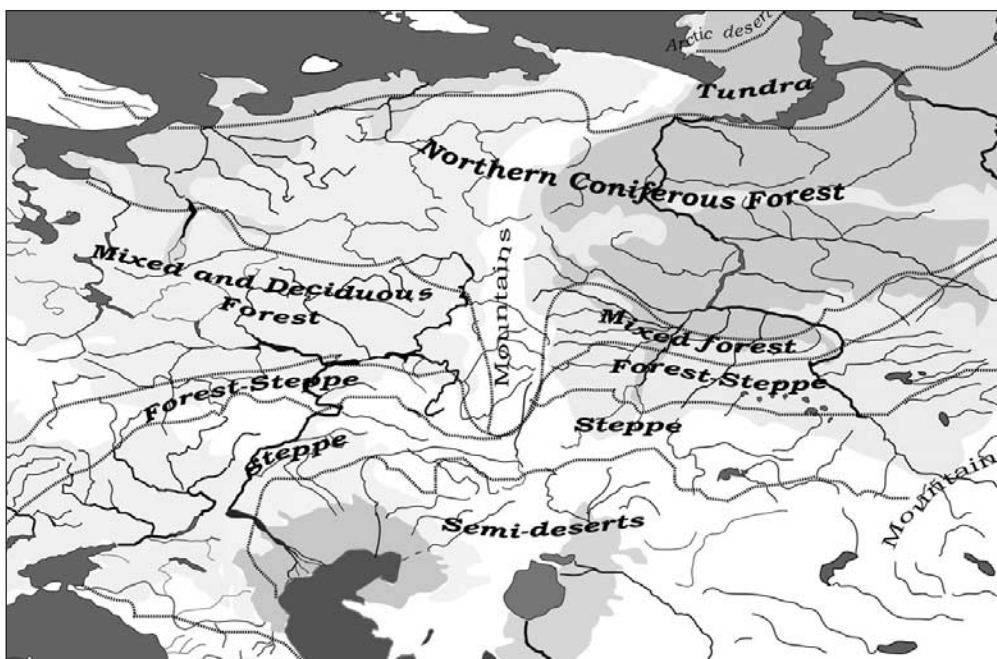 Arctic desert
Tundra
Northern Coniferous Forest
Mixed and Deciduous
Forest
Mountains
Mixed forest
Forest-Steppe
Forest-Steppe
Steppe
Steppe
Semi-deserts
Mountain